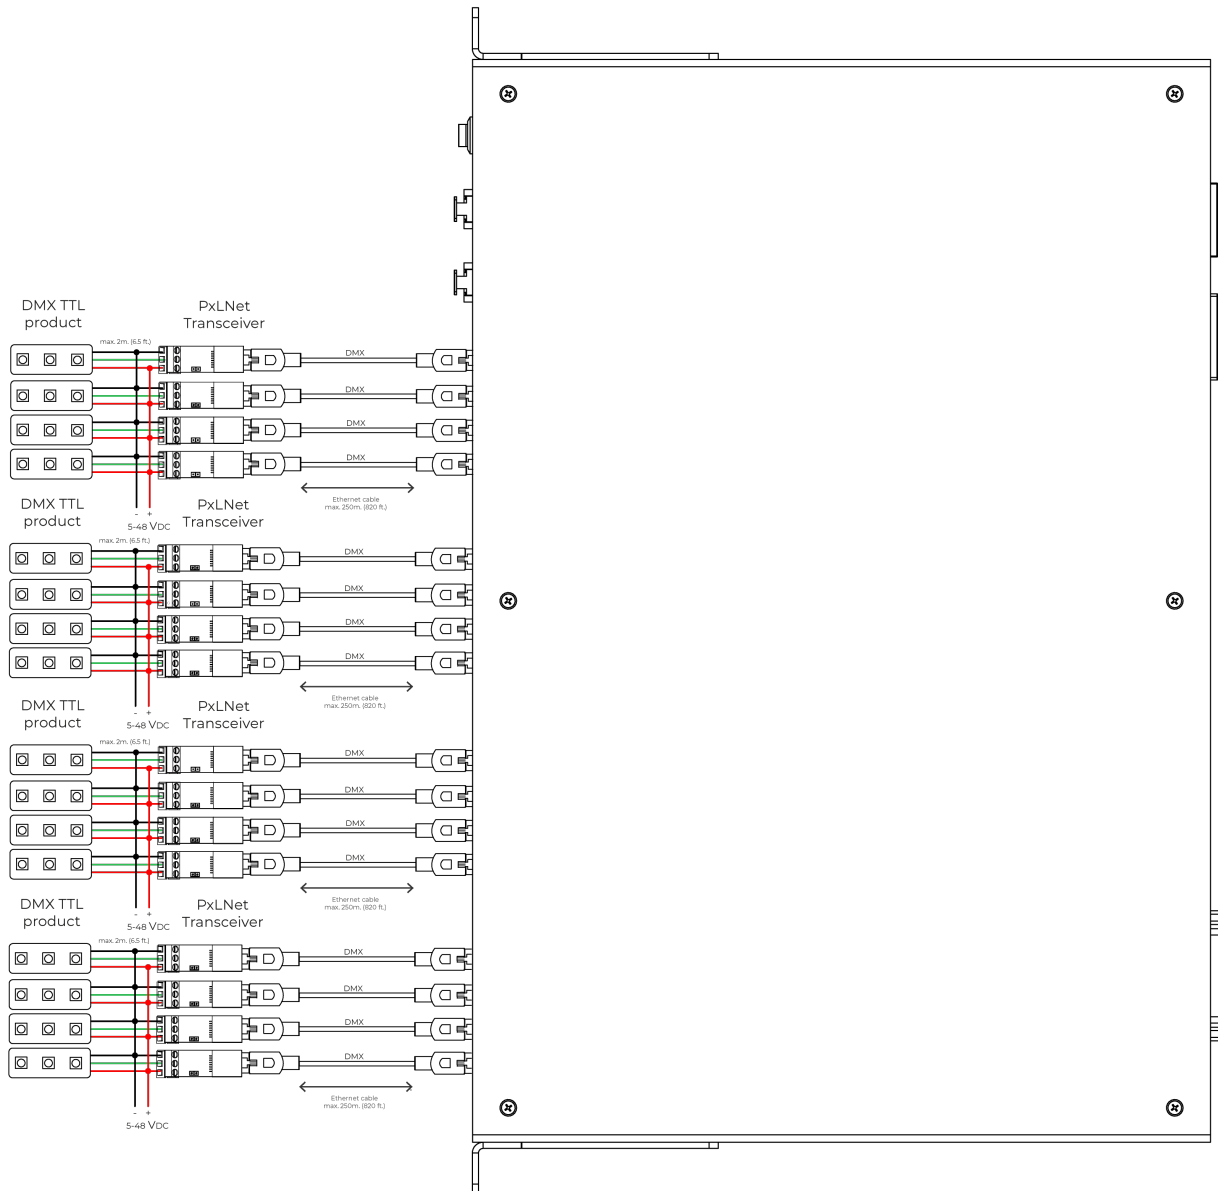 DMX TTL
product
PxLNet
Transceiver
max. 2m. (6.5 ft.)
DMX
DMX
DMX
DMX
Ethernet cable
max. 250m. (820 ft.)
- +
5-48 VDC
DMX TTL
product
PxLNet
Transceiver
max. 2m. (6.5 ft.)
DMX
DMX
DMX
DMX
Ethernet cable
max. 250m. (820 ft.)
- +
5-48 VDC
DMX TTL
product
PxLNet
Transceiver
max. 2m. (6.5 ft.)
DMX
DMX
DMX
DMX
Ethernet cable
max. 250m. (820 ft.)
- +
5-48 VDC
DMX TTL
product
PxLNet
Transceiver
max. 2m. (6.5 ft.)
DMX
DMX
DMX
DMX
Ethernet cable
max. 250m. (820 ft.)
- +
5-48 VDC